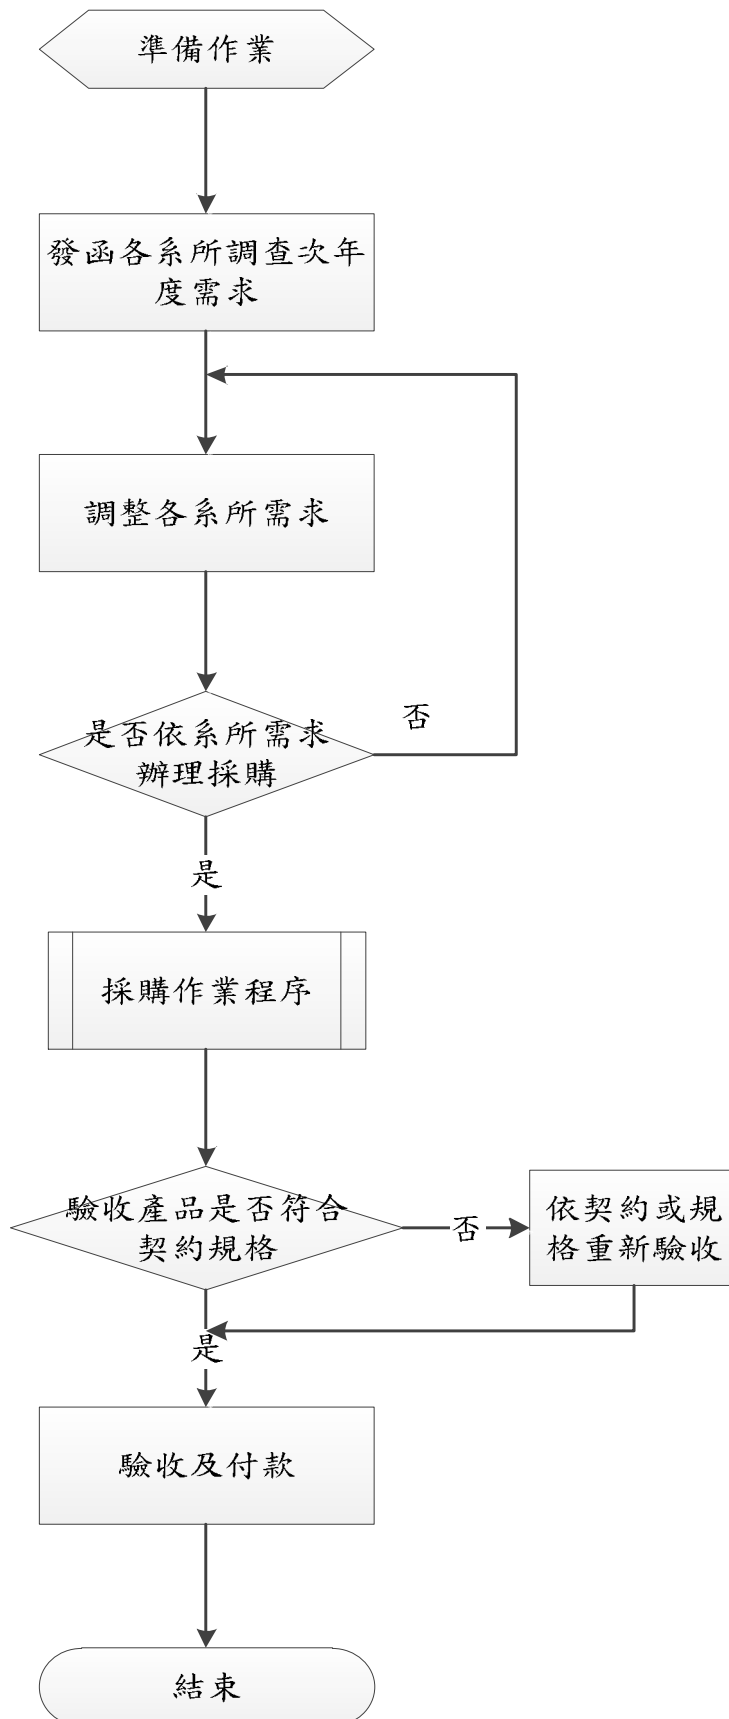 準備作業
發函各系所調查次年
度需求
調整各系所需求
是否依系所需求
辦理採購
否
是
採購作業程序
驗收產品是否符合
契約規格
否
依契約或規
格重新驗收
是
驗收及付款
結束